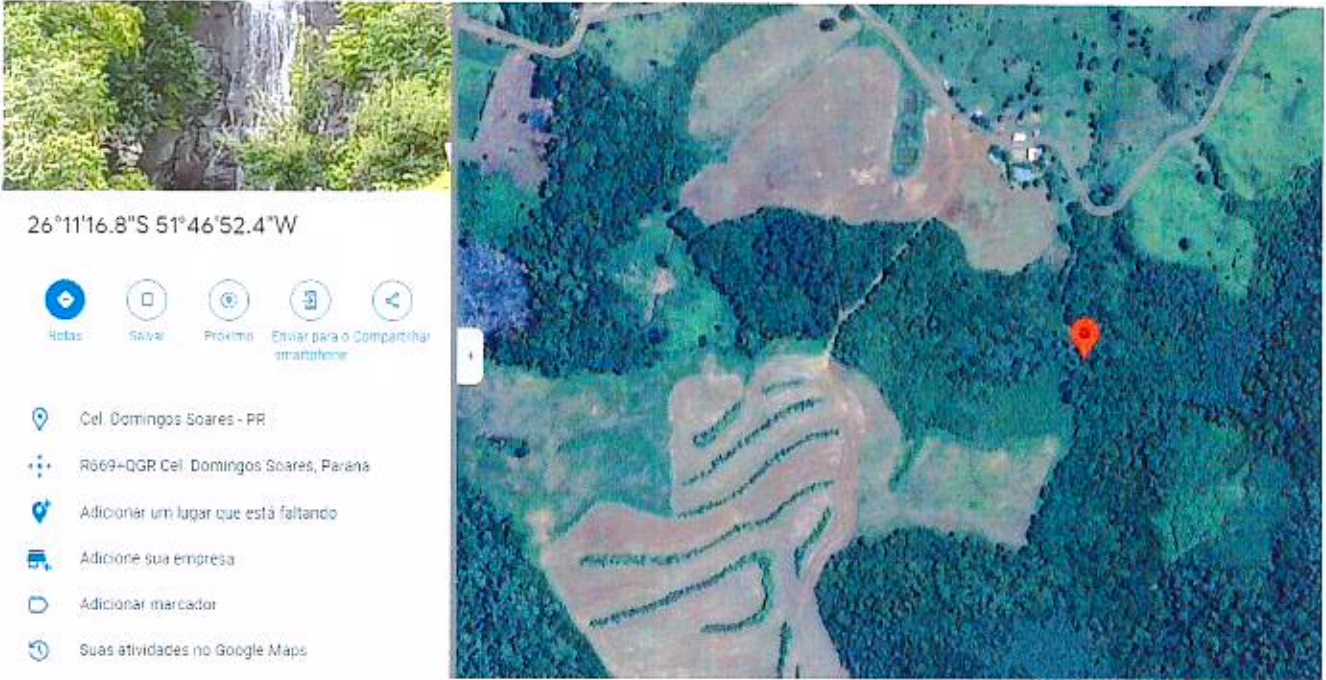 26°11'16.8"S 51°46'52.4"W
Rotas
Salvar
Próximo
Enviar para o smartphone
Compartilhar
Cel. Domingos Soares - PR
R669+QGR Cel. Domingos Soares, Paraná
Adicionar um lugar que está faltando
Adicione sua empresa
Adicionar marcador
Suas atividades no Google Maps